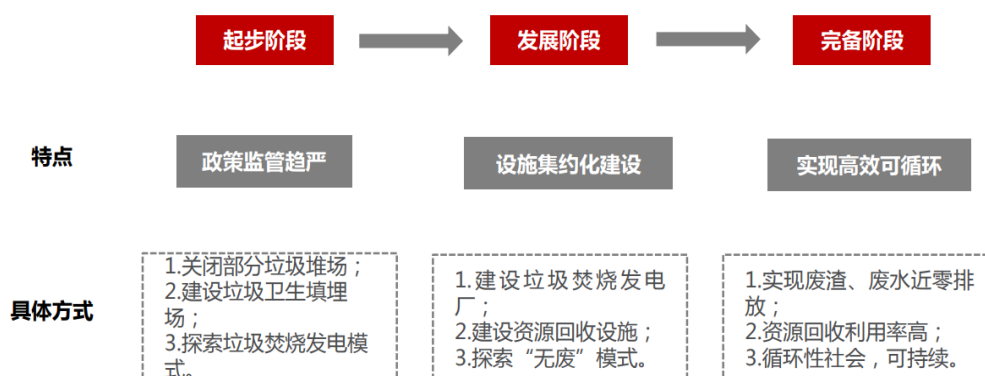 起步阶段
发展阶段
完备阶段
特点
政策监管趋严
设施集约化建设
实现高效可循环
具体方式
1.关闭部分垃圾堆场；
2.建设垃圾卫生填埋
场；
3.探索垃圾焚烧发电模
式。
1.建设垃圾焚烧发电
厂；
2.建设资源回收设施；
3.探索“无废”模式。
1.实现废渣、废水近零排
放；
2.资源回收利用率高；
3.循环性社会，可持续。